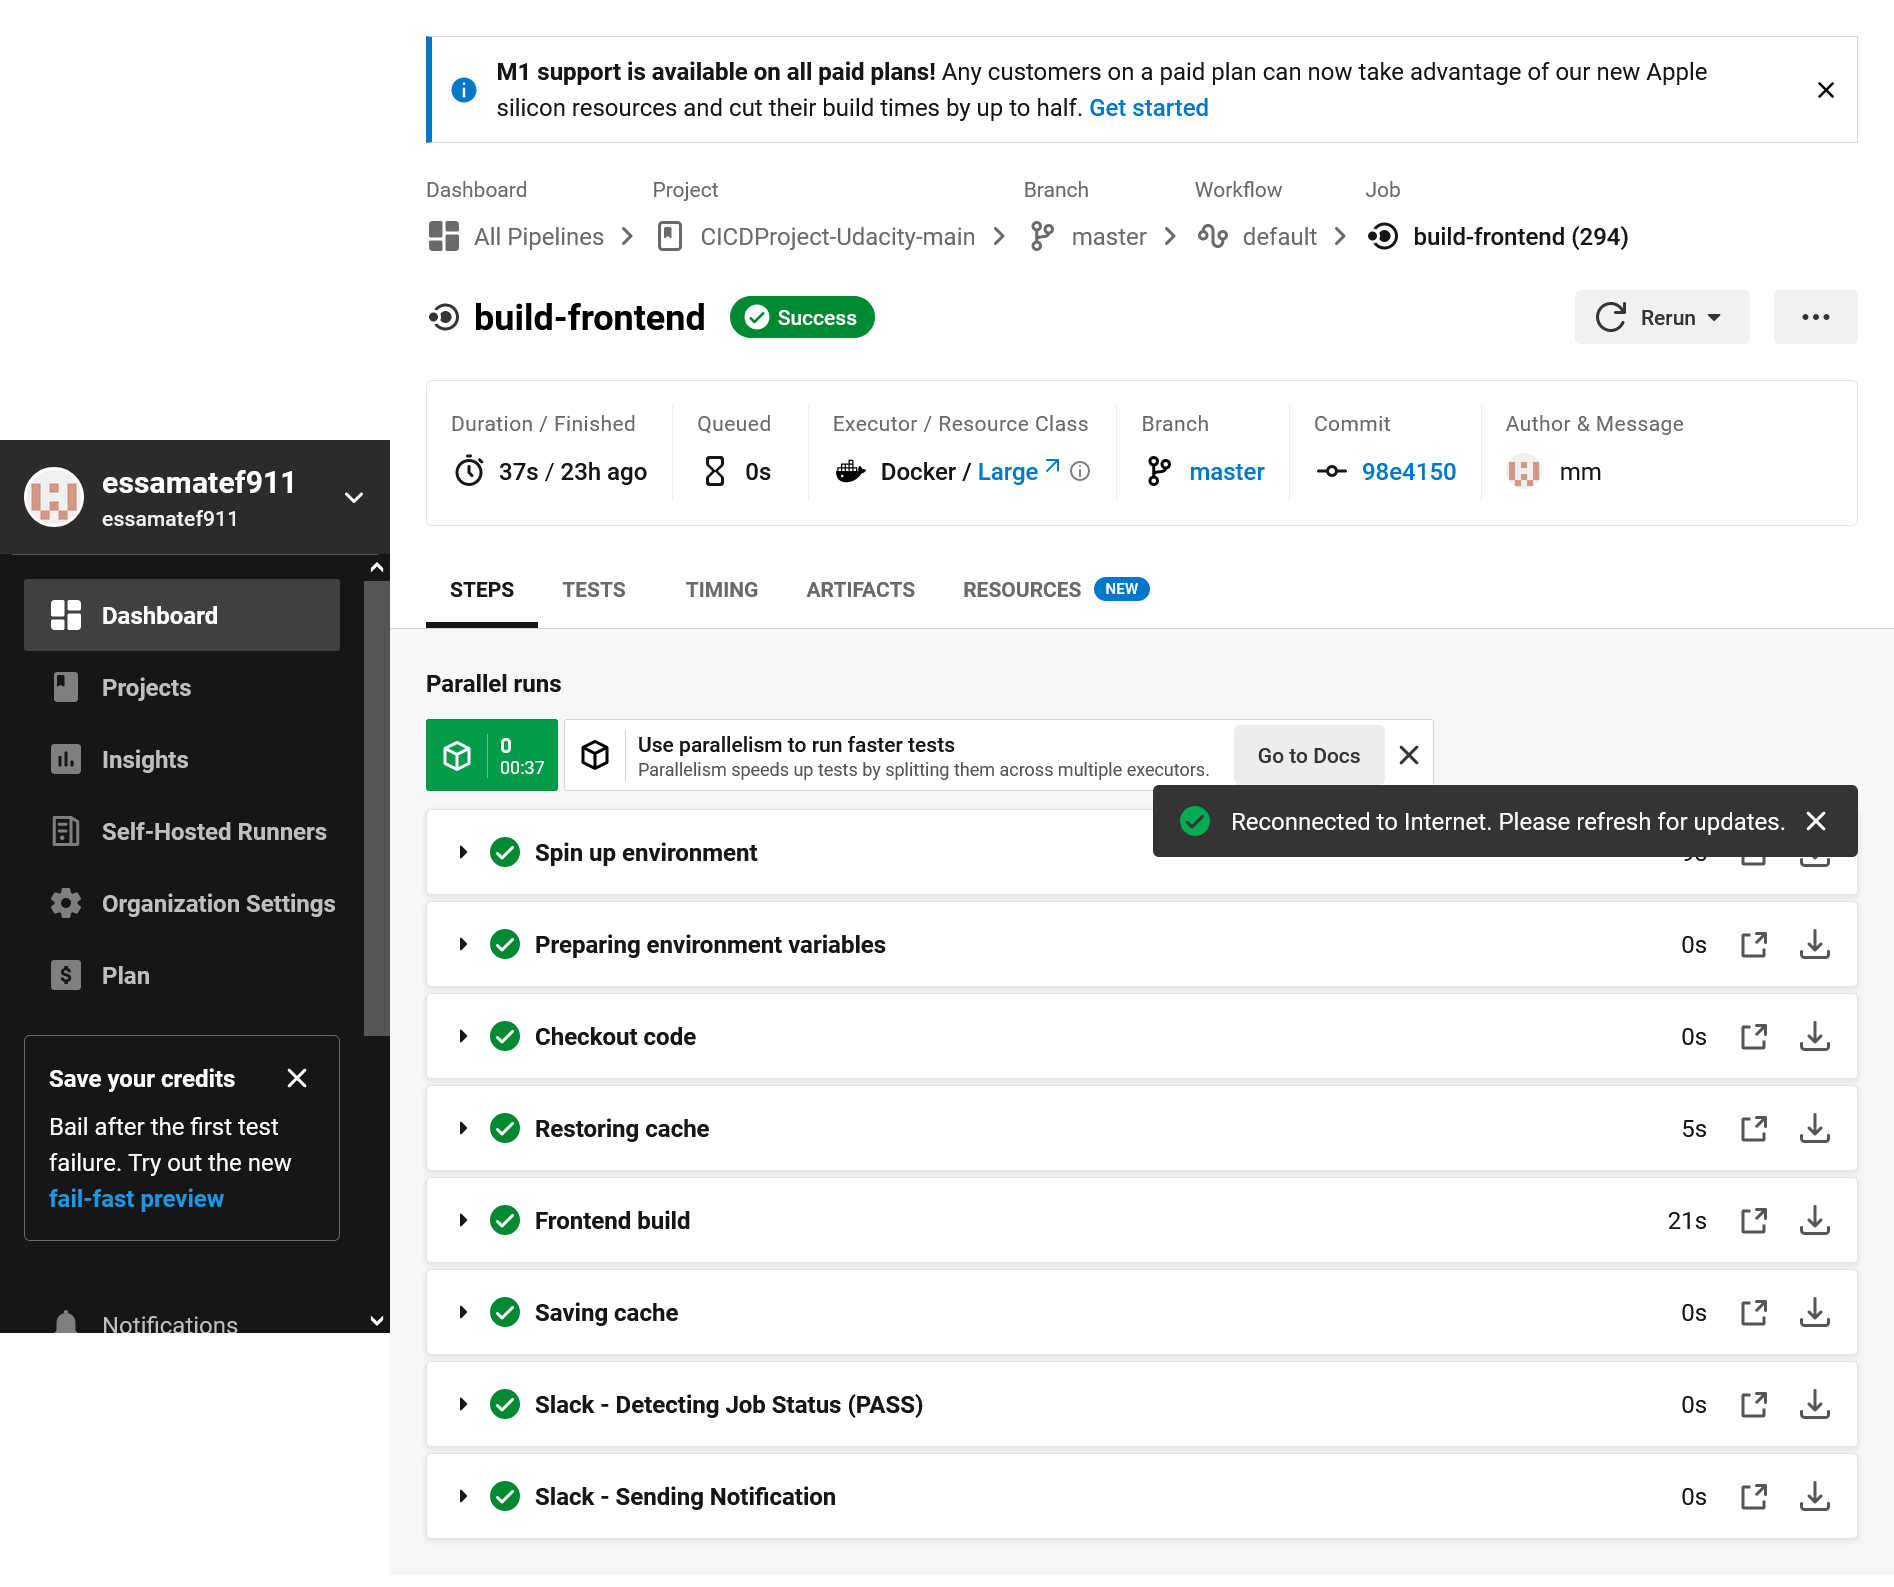 M1 support is available on all paid plans! Any customers on a paid plan can now take advantage of our new Apple
silicon resources and cut their build times by up to half. Get started
Dashboard Project Branch Workflow Job
All Pipelines CICDProject-Udacity-main master default build-frontend (294)
build-frontend Success Rerun
Duration / Finished Queued Executor / Resource Class Branch Commit Author & Message
37s / 23h ago 0s Docker / Large master 98e4150 mm
essamatef911
essamatef911
Dashboard
Projects
Insights
Self-Hosted Runners
Organization Settings
Plan
Save your credits
Bail after the first test
failure. Try out the new
fail-fast preview
Notifications
STEPS TESTS TIMING ARTIFACTS RESOURCES NEW
Parallel runs
0
00:37
Use parallelism to run faster tests
Parallelism speeds up tests by splitting them across multiple executors.
Go to Docs
Reconnected to Internet. Please refresh for updates.
Spin up environment
Preparing environment variables 0s
Checkout code 0s
Restoring cache 5s
Frontend build 21s
Saving cache 0s
Slack - Detecting Job Status (PASS) 0s
Slack - Sending Notification 0s